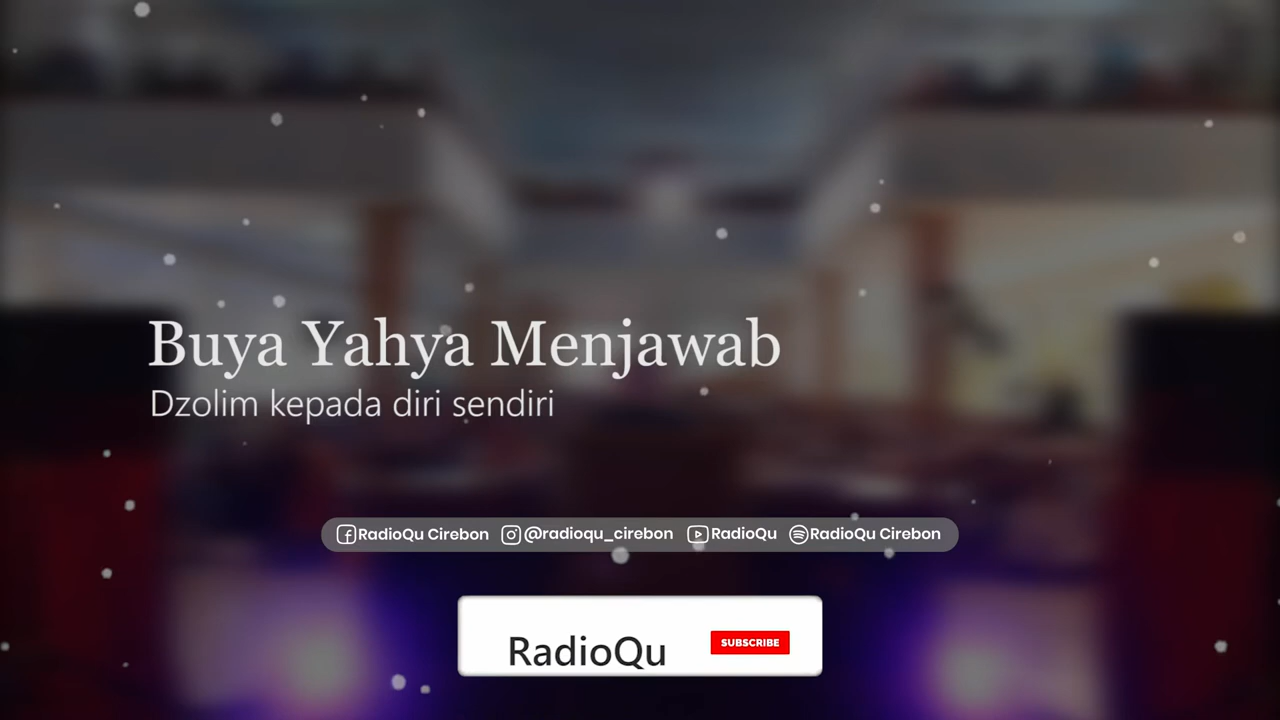 Buya Yahya Menjawab
Dzolim kepada diri sendiri
RadioQu Cirebon @radioqu_cirebon RadioQu RadioQu Cirebon
RadioQu SUBSCRIBE